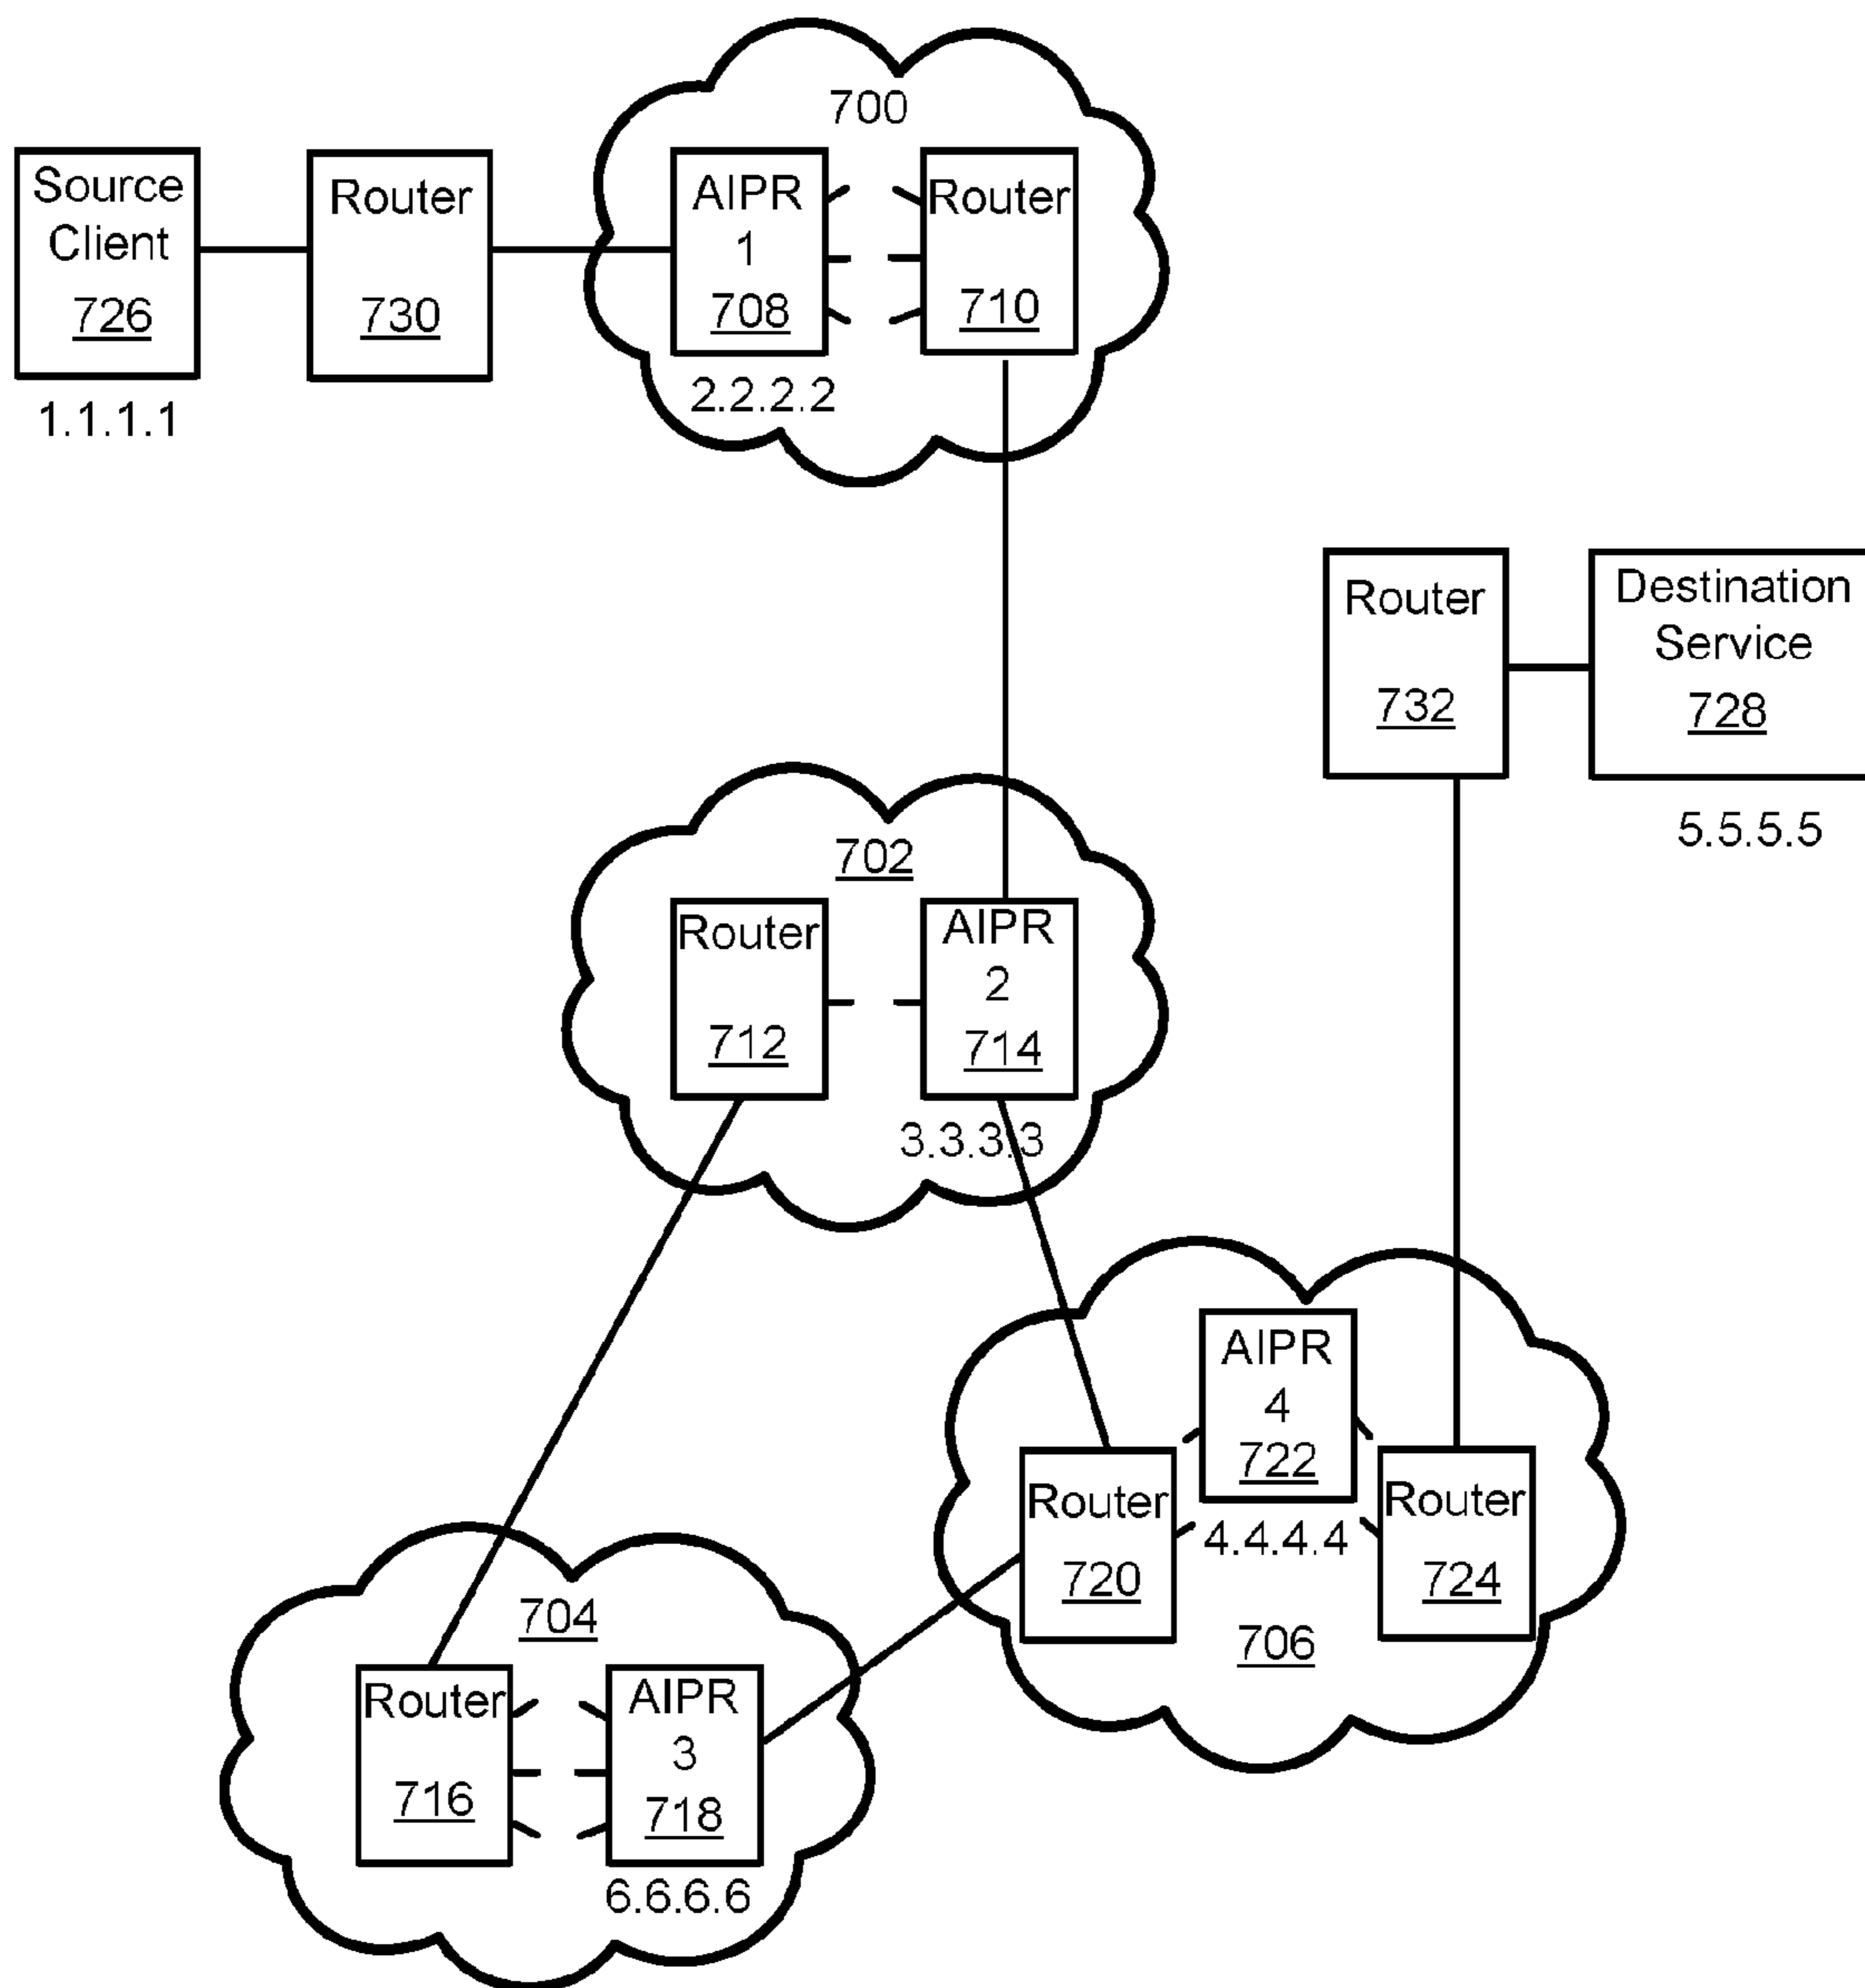 700
Source
Client
726
1.1.1.1
Router
730
AIPR
1
708
2.2.2.2
Router
710
Router
732
Destination
Service
728
5.5.5.5
702
Router
712
AIPR
2
714
3.3.3.3
AIPR
4
722
4.4.4.4
Router
720
Router
724
706
704
Router
716
AIPR
3
718
6.6.6.6